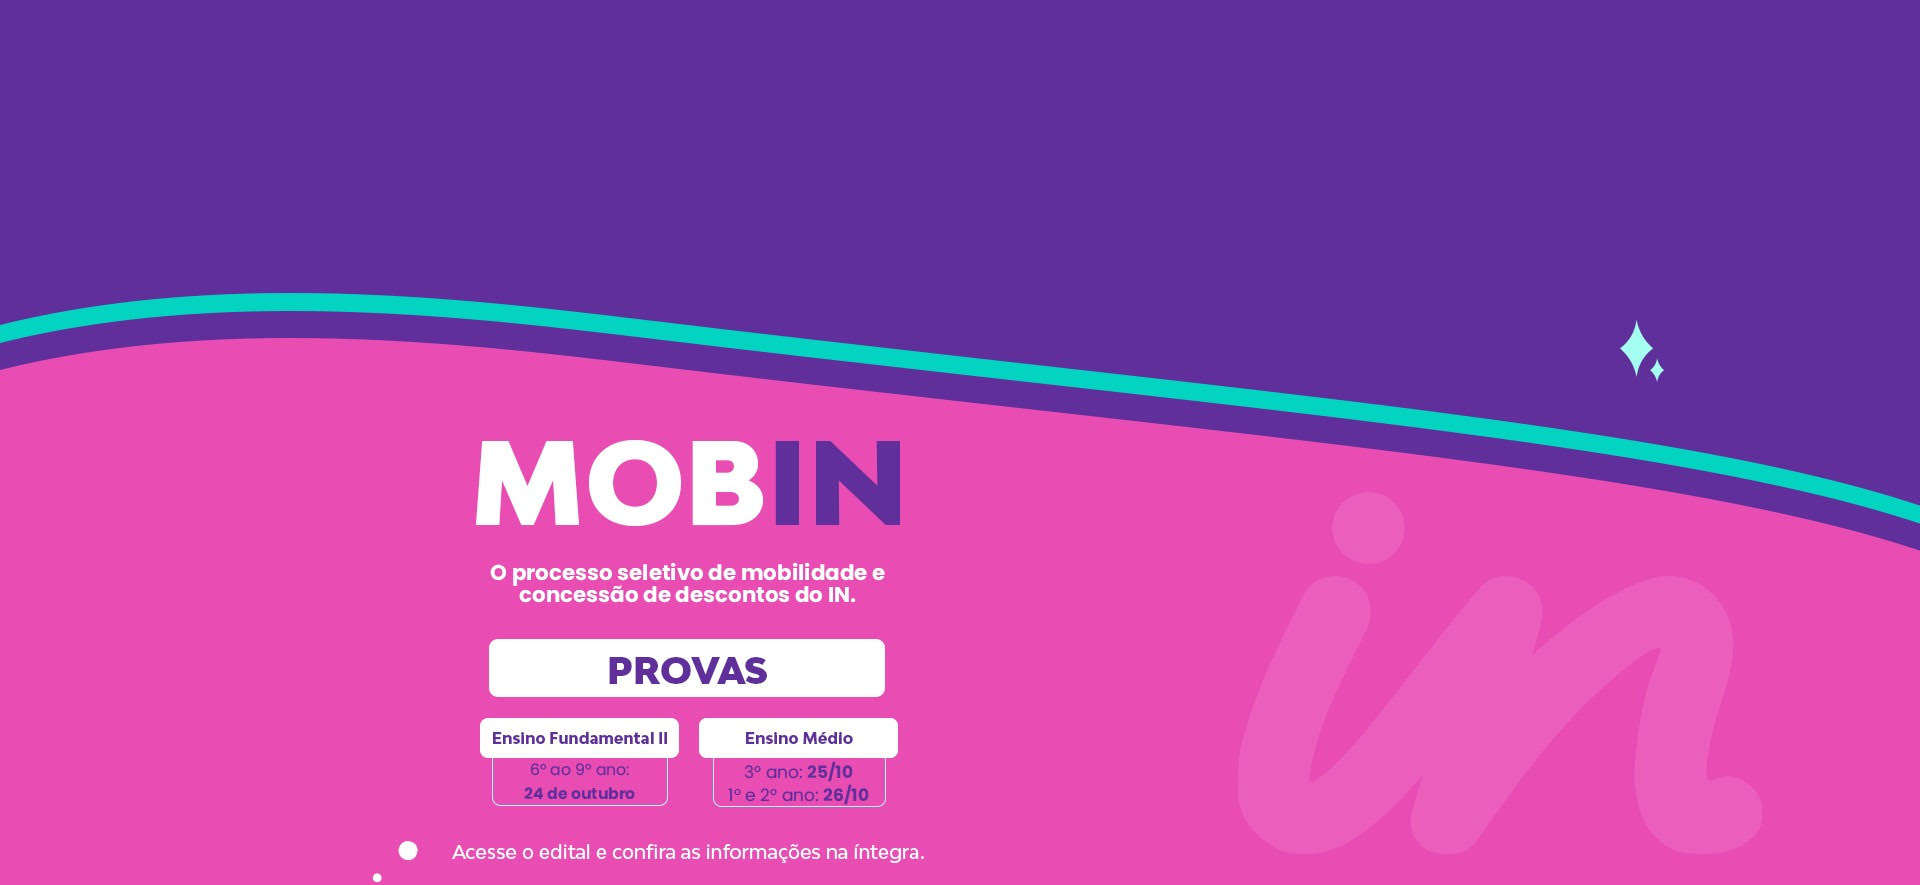 MOBIN
O processo seletivo de mobilidade e
concessão de descontos do IN.
PROVAS
Ensino Fundamental II
6º ao 9º ano:
24 de outubro
Ensino Médio
3º ano: 25/10
1º e 2º ano: 26/10
Acesse o edital e confira as informações na íntegra.
in